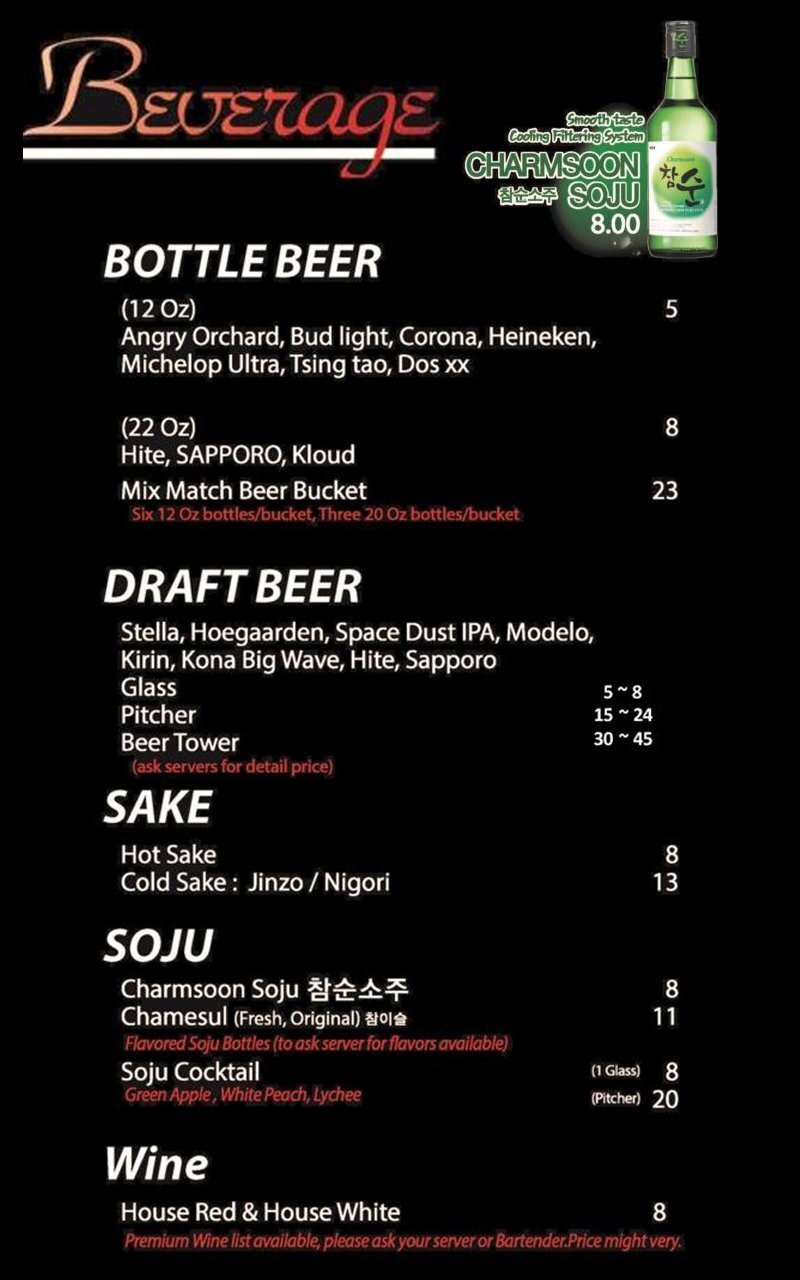 Beverage
Smooth taste
Cooling Filtering System
CHARMSOON
참순소주 SOJU
8.00
Charmsoon
참순
BOTTLE BEER
(12 Oz) 5
Angry Orchard, Bud light, Corona, Heineken,
Michelop Ultra, Tsing tao, Dos xx
(22 Oz) 8
Hite, SAPPORO, Kloud
Mix Match Beer Bucket 23
Six 12 Oz bottles/bucket, Three 20 Oz bottles/bucket
DRAFT BEER
Stella, Hoegaarden, Space Dust IPA, Modelo,
Kirin, Kona Big Wave, Hite, Sapporo
Glass 5 ~ 8
Pitcher 15 ~ 24
Beer Tower 30 ~ 45
(ask servers for detail price)
SAKE
Hot Sake 8
Cold Sake : Jinzo / Nigori 13
SOJU
Charmsoon Soju 참순소주 8
Chamesul (Fresh, Original) 참이슬 11
Flavored Soju Bottles (to ask server for flavors available)
Soju Cocktail (1 Glass) 8
Green Apple , White Peach, Lychee (Pitcher) 20
Wine
House Red & House White 8
Premium Wine list available, please ask your server or Bartender.Price might very.